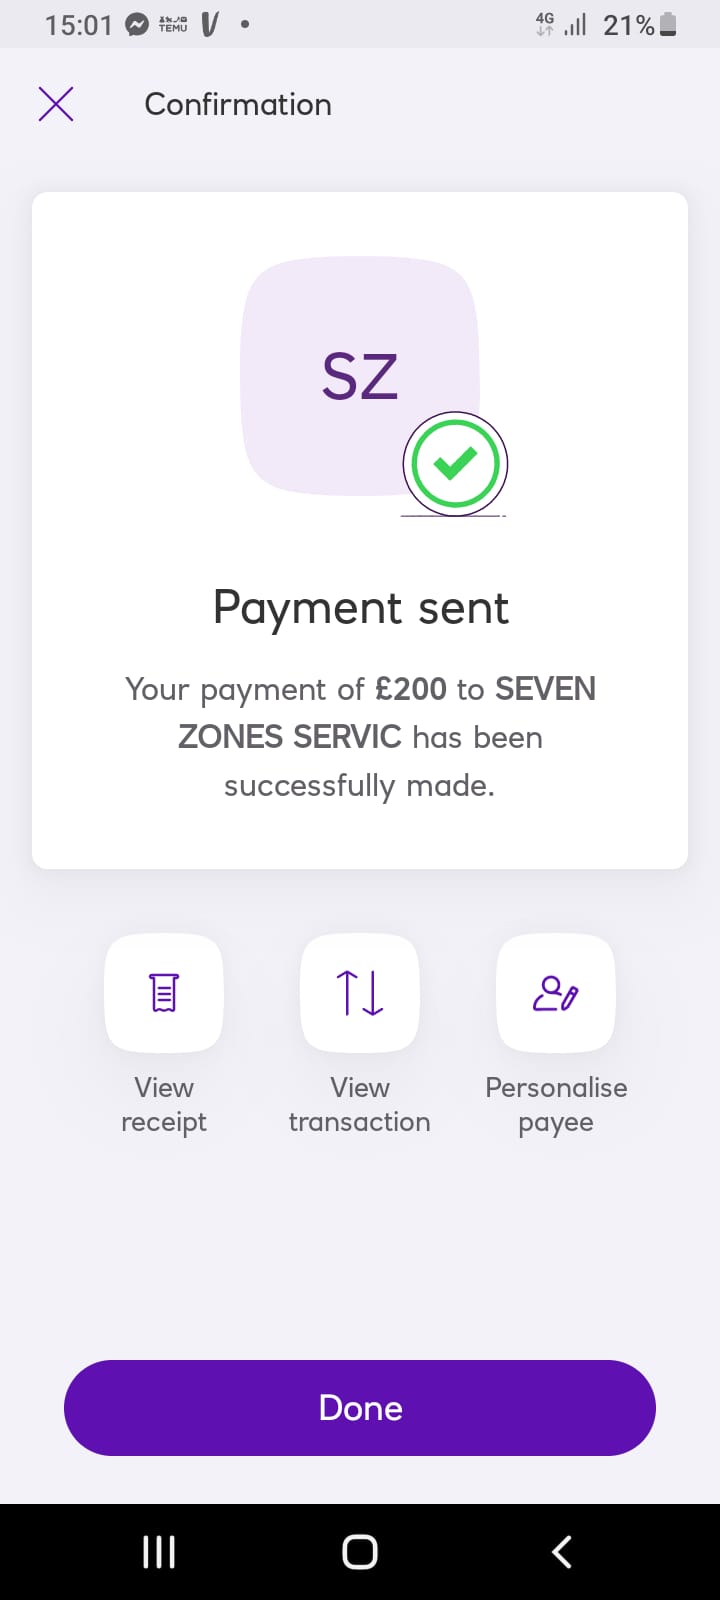 15:01 TEMU 4G 21%
Confirmation
SZ
Payment sent
Your payment of £200 to SEVEN
ZONES SERVIC has been
successfully made.
View receipt
View transaction
Personalise payee
Done